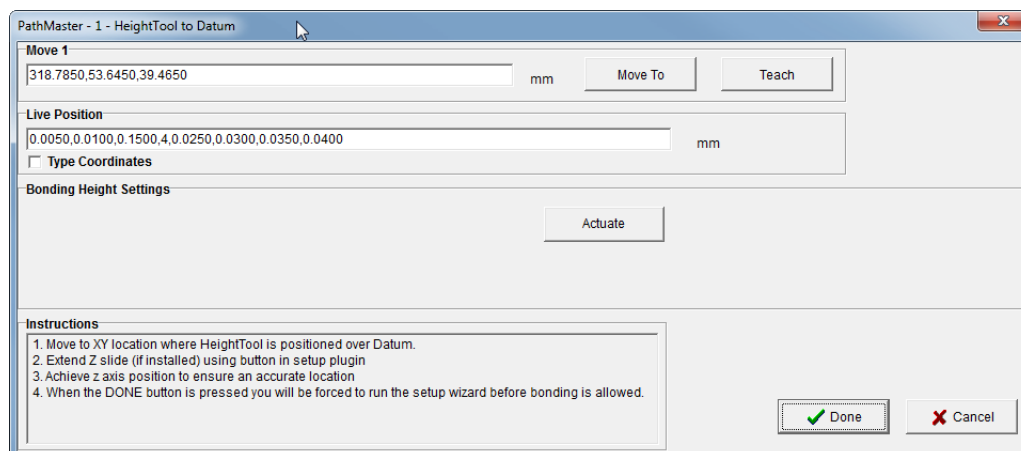 PathMaster - 1 - HeightTool to Datum
Move 1
318.7850,53.6450,39.4650
mm
Move To
Teach
Live Position
0.0050,0.0100,0.1500,4,0.0250,0.0300,0.0350,0.0400
mm
Type Coordinates
Bonding Height Settings
Actuate
Instructions
1. Move to XY location where HeightTool is positioned over Datum.
2. Extend Z slide (if installed) using button in setup plugin
3. Achieve z axis position to ensure an accurate location
4. When the DONE button is pressed you will be forced to run the setup wizard before bonding is allowed.
Done
Cancel